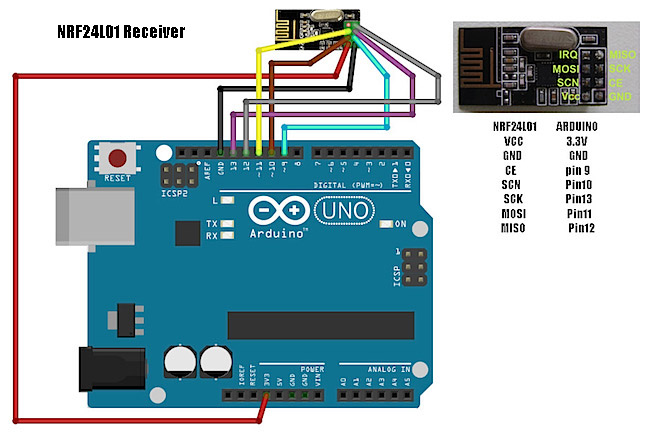 NRF24L01 Receiver
IRQ MISO
MOSI SCK
SCN CE
Vcc GND
NRF24L01 ARDUINO
VCC 3.3V
GND GND
CE pin 9
SCN Pin10
SCK Pin13
MOSI Pin11
MISO Pin12
RESET
ICSP2
AREF
GND
13
12
~11
~10
~9
8
7
~6
~5
4
~3
2
TX0▸1
RX0◂0
DIGITAL (PWM=~)
L
TX
RX
Arduino
UNO
ON
1
ICSP
IOREF
RESET
3V3
5V
GND
GND
VIN
POWER
ANALOG IN
A0
A1
A2
A3
A4
A5